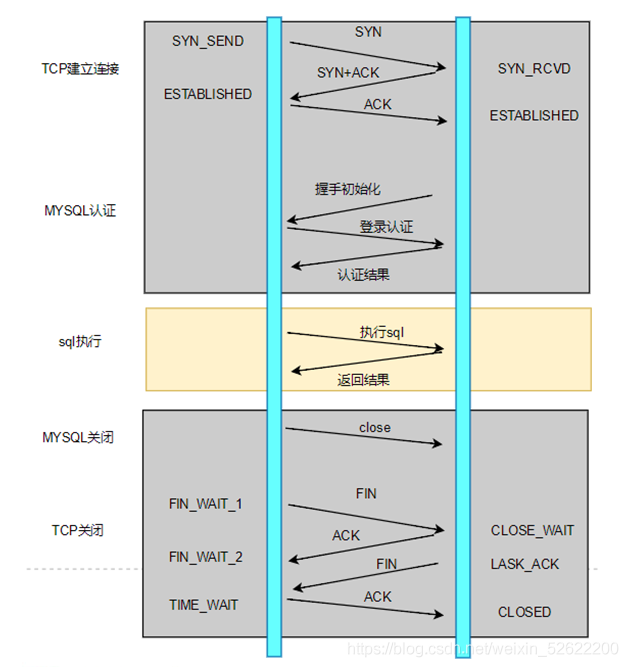 SYN
SYN_SEND
TCP建立连接
SYN_RCVD
SYN+ACK
ESTABLISHED
ACK
ESTABLISHED
握手初始化
MYSQL认证
登录认证
认证结果
执行sql
sql执行
返回结果
close
MYSQL关闭
FIN
FIN_WAIT_1
TCP关闭
CLOSE_WAIT
ACK
FIN_WAIT_2
FIN
LASK_ACK
ACK
TIME_WAIT
CLOSED
https://blog.csdn.net/weixin_52622200